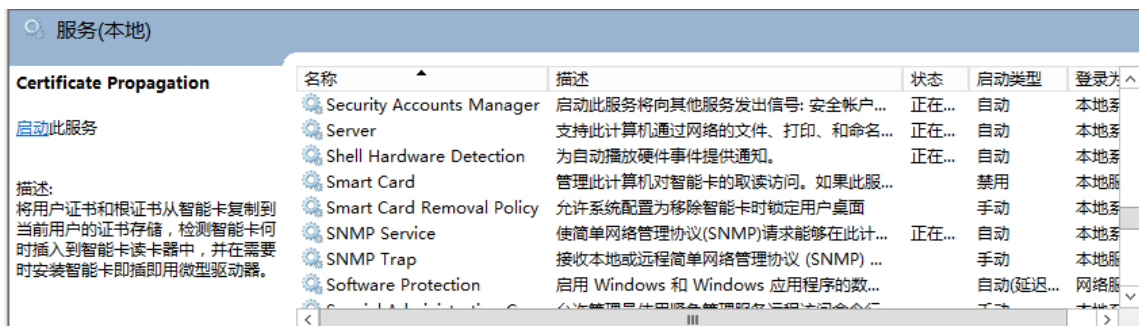 服务(本地)
Certificate Propagation
启动此服务
描述:
将用户证书和根证书从智能卡复制到
当前用户的证书存储，检测智能卡何
时插入到智能卡读卡器中，并在需要
时安装智能卡即插即用微型驱动器。
名称 描述 状态 启动类型 登录为
Security Accounts Manager 启动此服务将向其他服务发出信号: 安全帐户... 正在... 自动 本地系
Server 支持此计算机通过网络的文件、打印、和命名... 正在... 自动 本地系
Shell Hardware Detection 为自动播放硬件事件提供通知。 正在... 自动 本地系
Smart Card 管理此计算机对智能卡的取读访问。如果此服... 禁用 本地服
Smart Card Removal Policy 允许系统配置为移除智能卡时锁定用户桌面 手动 本地系
SNMP Service 使简单网络管理协议(SNMP)请求能够在此计... 正在... 自动 本地系
SNMP Trap 接收本地或远程简单网络管理协议 (SNMP) ... 手动 本地服
Software Protection 启用 Windows 和 Windows 应用程序的数... 自动(延迟... 网络服